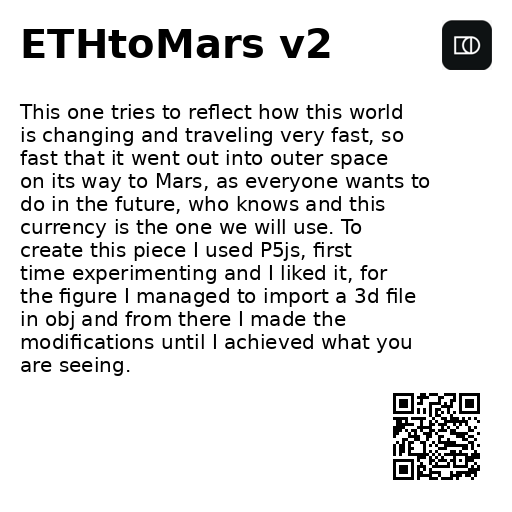 ETHtoMars v2
This one tries to reflect how this world
is changing and traveling very fast, so
fast that it went out into outer space
on its way to Mars, as everyone wants to
do in the future, who knows and this
currency is the one we will use. To
create this piece I used P5js, first
time experimenting and I liked it, for
the figure I managed to import a 3d file
in obj and from there I made the
modifications until I achieved what you
are seeing.